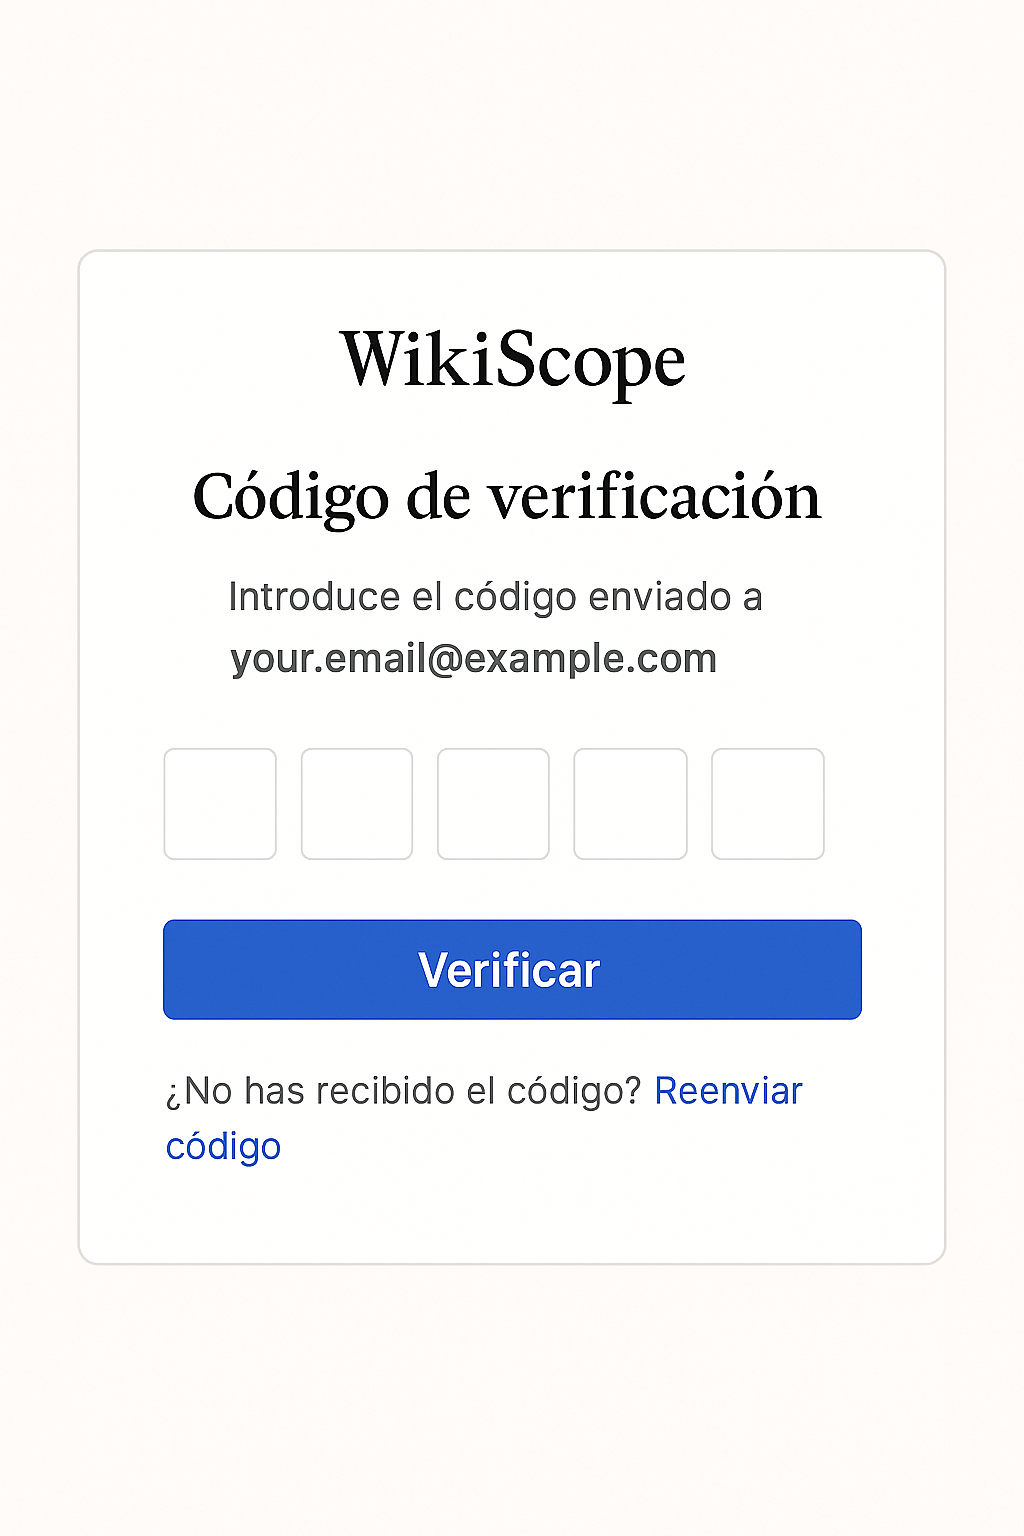 WikiScope
Código de verificación
Introduce el código enviado a
your.email@example.com
Verificar
¿No has recibido el código? Reenviar
código